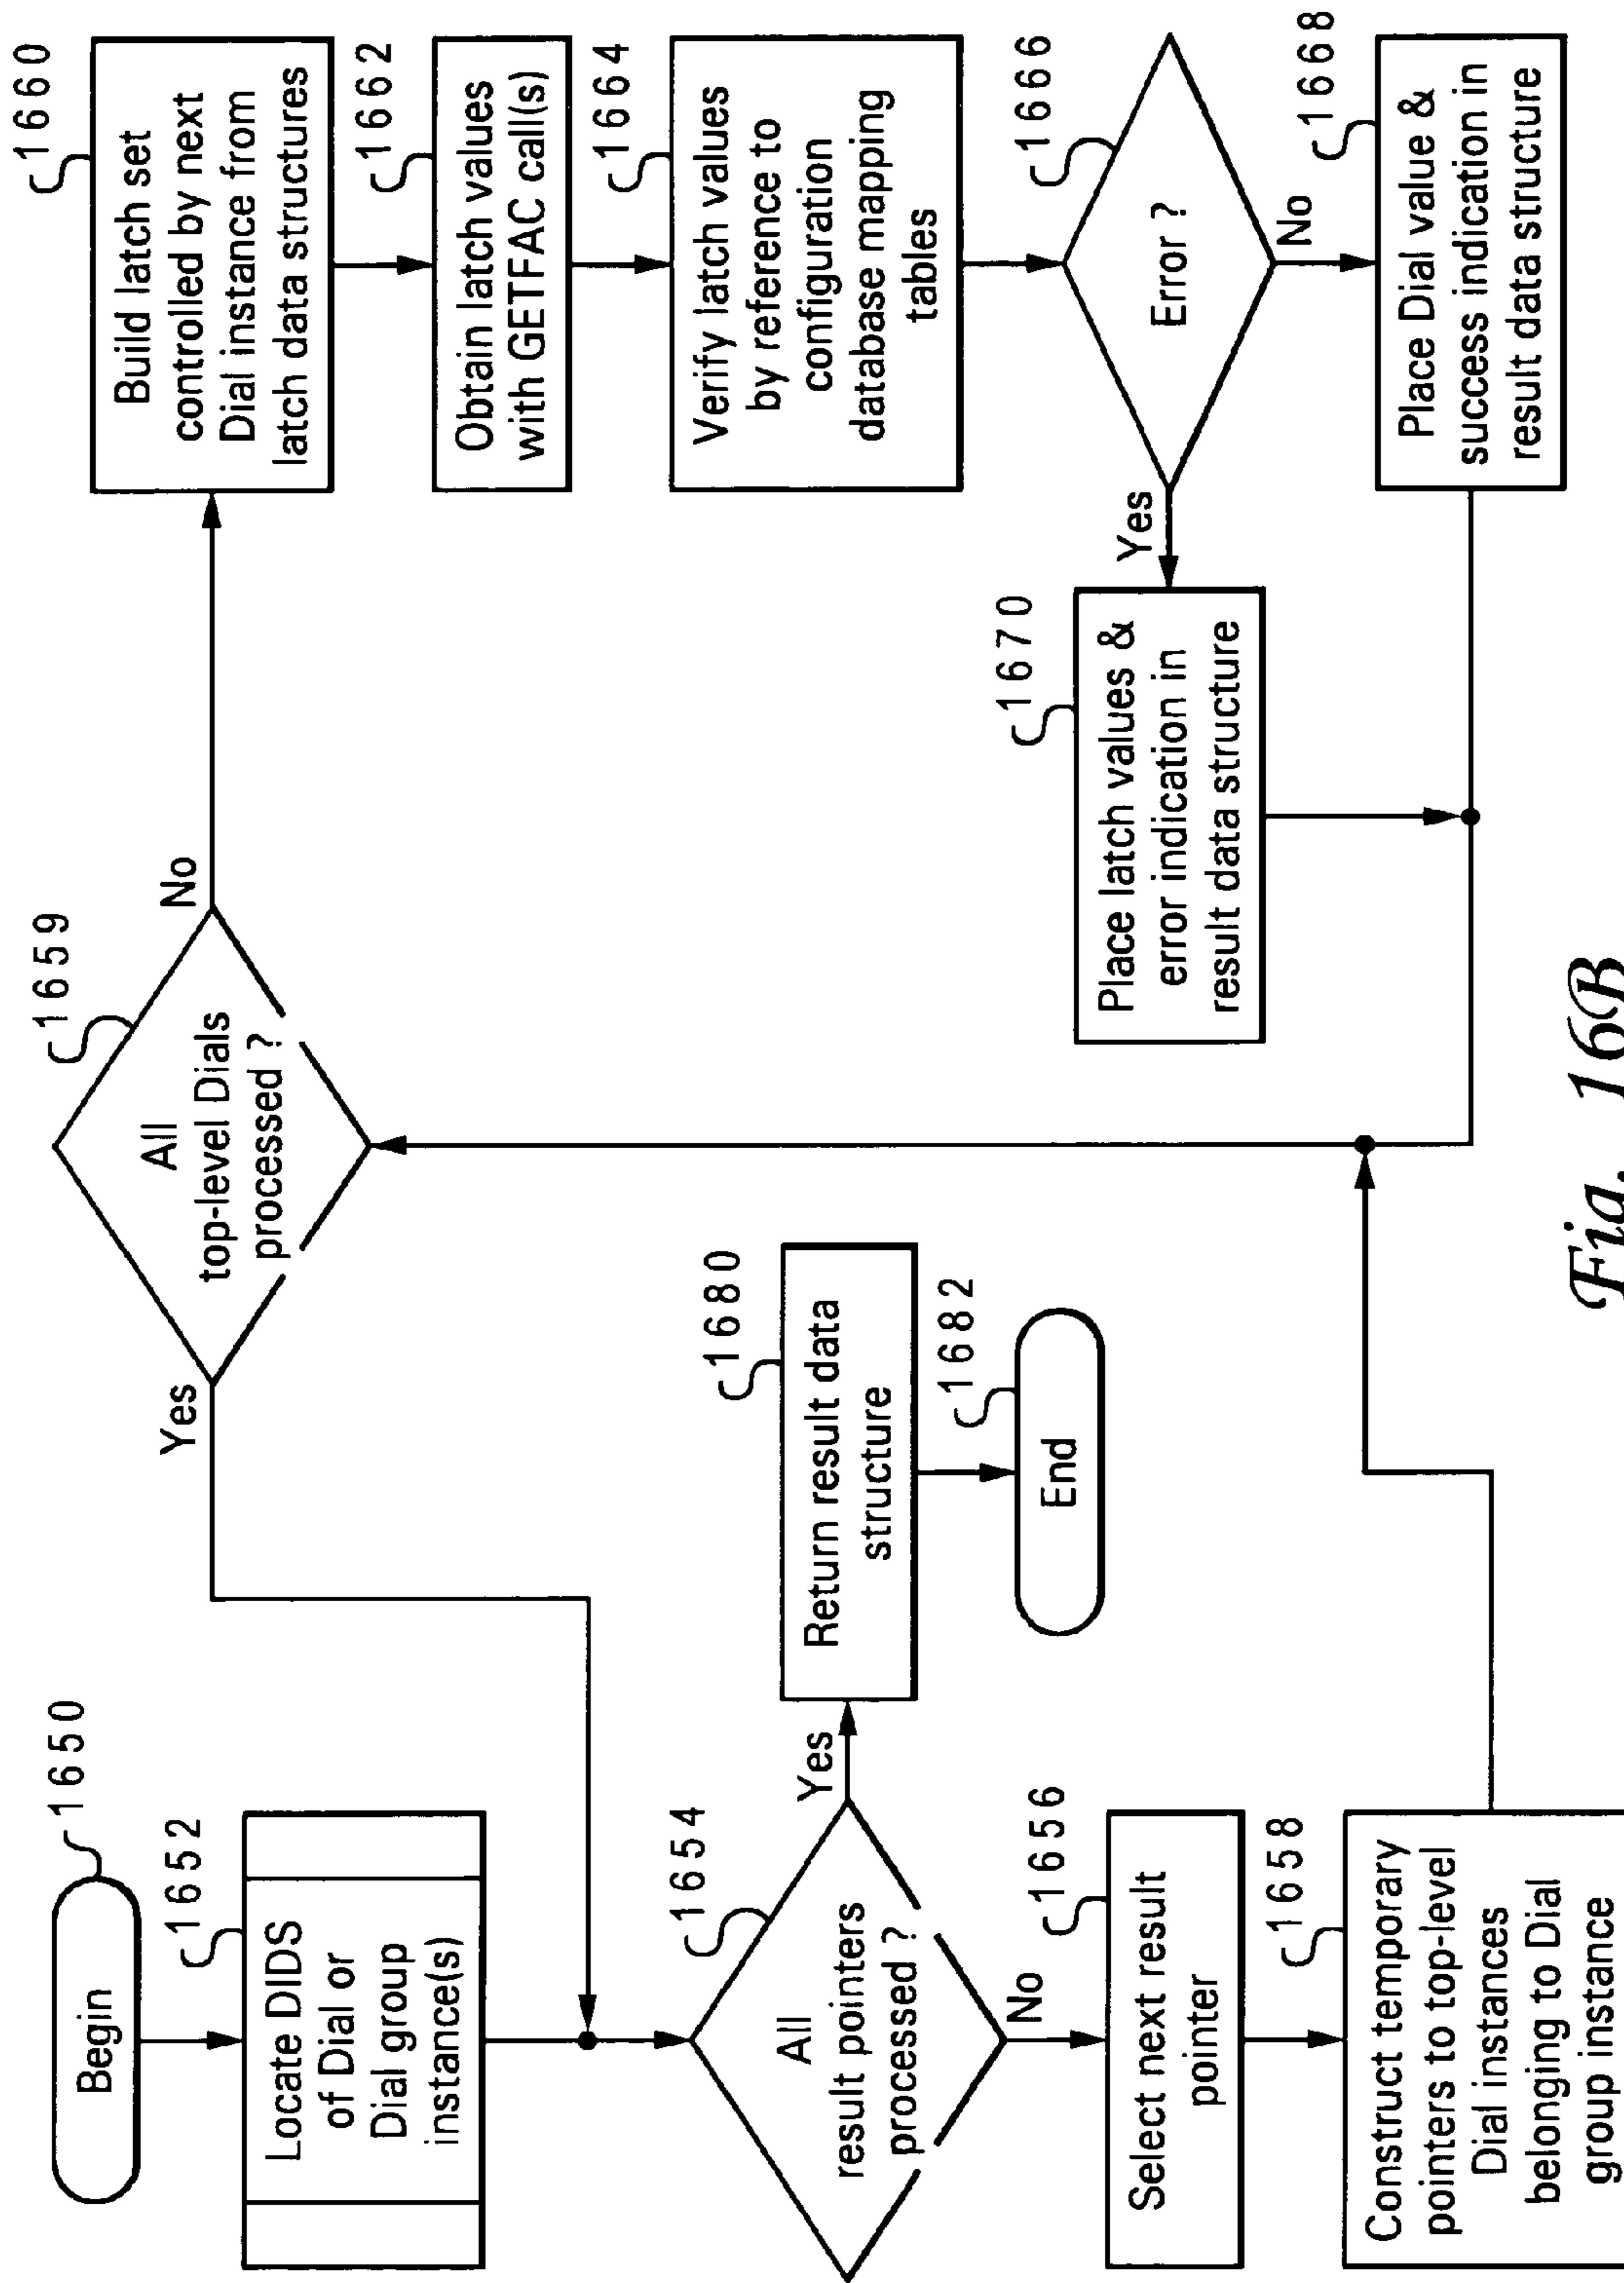 Begin
1650
Locate DIDS
of Dial or
Dial group
instance(s)
1652
All
result pointers
processed ?
1654
Yes
No
Select next result
pointer
1656
Construct temporary
pointers to top-level
Dial instances
belonging to Dial
group instance
1658
Return result data
structure
1680
End
1682
All
top-level Dials
processed ?
1659
Yes
No
Build latch set
controlled by next
Dial instance from
latch data structures
1660
Obtain latch values
with GETFAC call(s)
1662
Verify latch values
by reference to
configuration
database mapping
tables
1664
Error ?
1666
Yes
No
Place latch values &
error indication in
result data structure
1670
Place Dial value &
success indication in
result data structure
1668
Fig. 16B